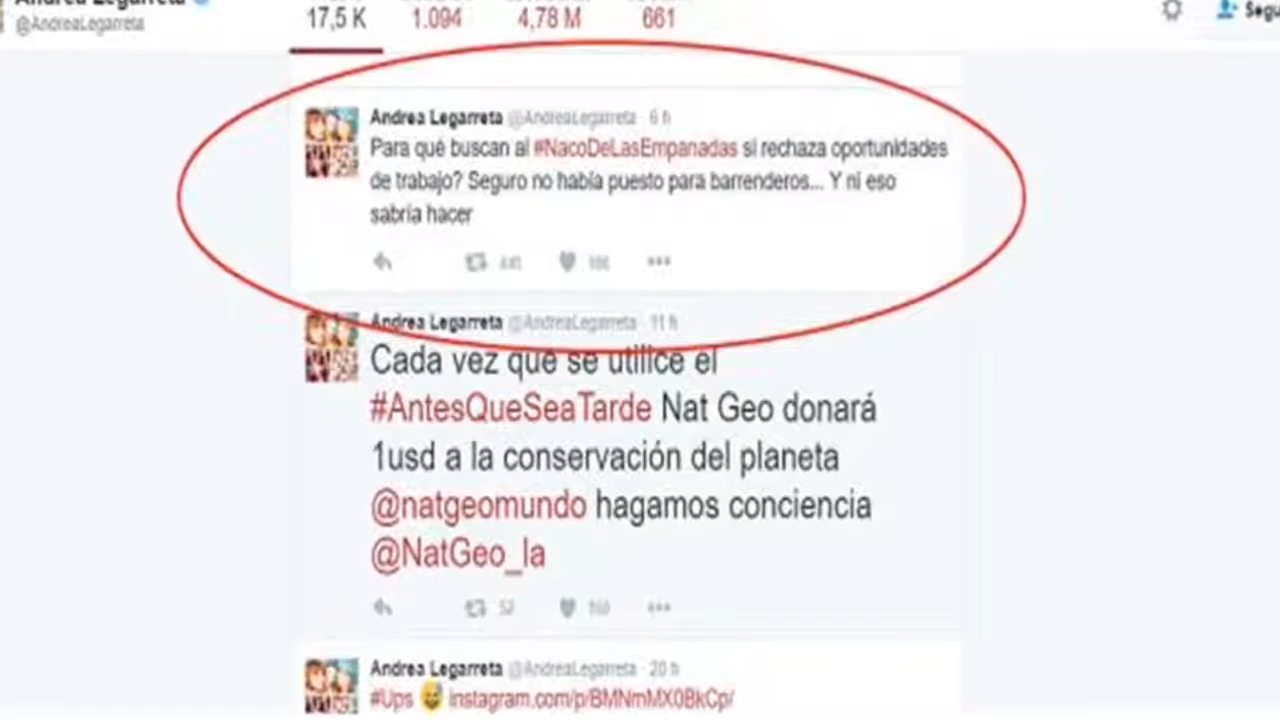 Andrea Legarreta
@AndreaLegarreta
17,5 K 1.094 4,78 M 661
Segu
Andrea Legarreta @AndreaLegarreta · 6 h
Para qué buscan al #NacoDeLasEmpanadas si rechaza oportunidades
de trabajo? Seguro no había puesto para barrenderos... Y ni eso
sabría hacer
Andrea Legarreta @AndreaLegarreta · 11 h
Cada vez que se utilice el
#AntesQueSeaTarde Nat Geo donará
1usd a la conservación del planeta
@natgeomundo hagamos conciencia
@NatGeo_la
Andrea Legarreta @AndreaLegarreta · 20 h
#Ups instagram.com/p/BMNmMX0BkCp/